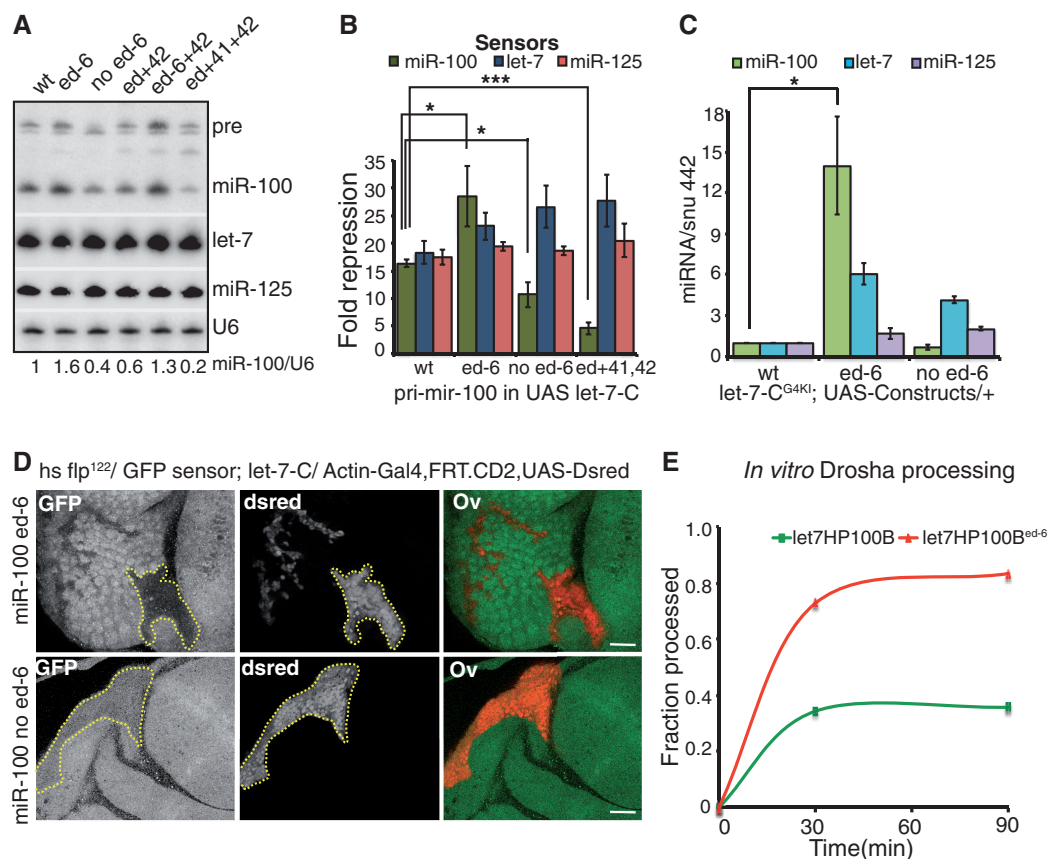 A
wt
ed-6
no ed-6
ed+42
ed-6+42
ed+41+42
pre
miR-100
let-7
miR-125
U6
1 1.6 0.4 0.6 1.3 0.2 miR-100/U6
B
Sensors
miR-100 let-7 miR-125
***
*
*
Fold repression
35
30
25
20
15
10
5
0
wt ed-6 no ed-6 ed+41,42
pri-mir-100 in UAS let-7-C
C
miR-100 let-7 miR-125
*
miRNA/snu 442
18
15
12
9
6
3
0
wt ed-6 no ed-6
let-7-C^G4KI; UAS-Constructs/+
D
hs flp^122/ GFP sensor; let-7-C/ Actin-Gal4,FRT.CD2,UAS-Dsred
miR-100 ed-6
GFP dsred Ov
miR-100 no ed-6
GFP dsred Ov
E
In vitro Drosha processing
let7HP100B let7HP100B^ed-6
Fraction processed
1.0
0.8
0.6
0.4
0.2
0
0 30 60 90
Time(min)